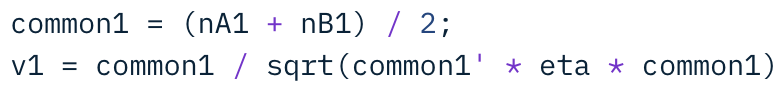 common1 = (nA1 + nB1) / 2;
v1 = common1 / sqrt(common1' * eta * common1)